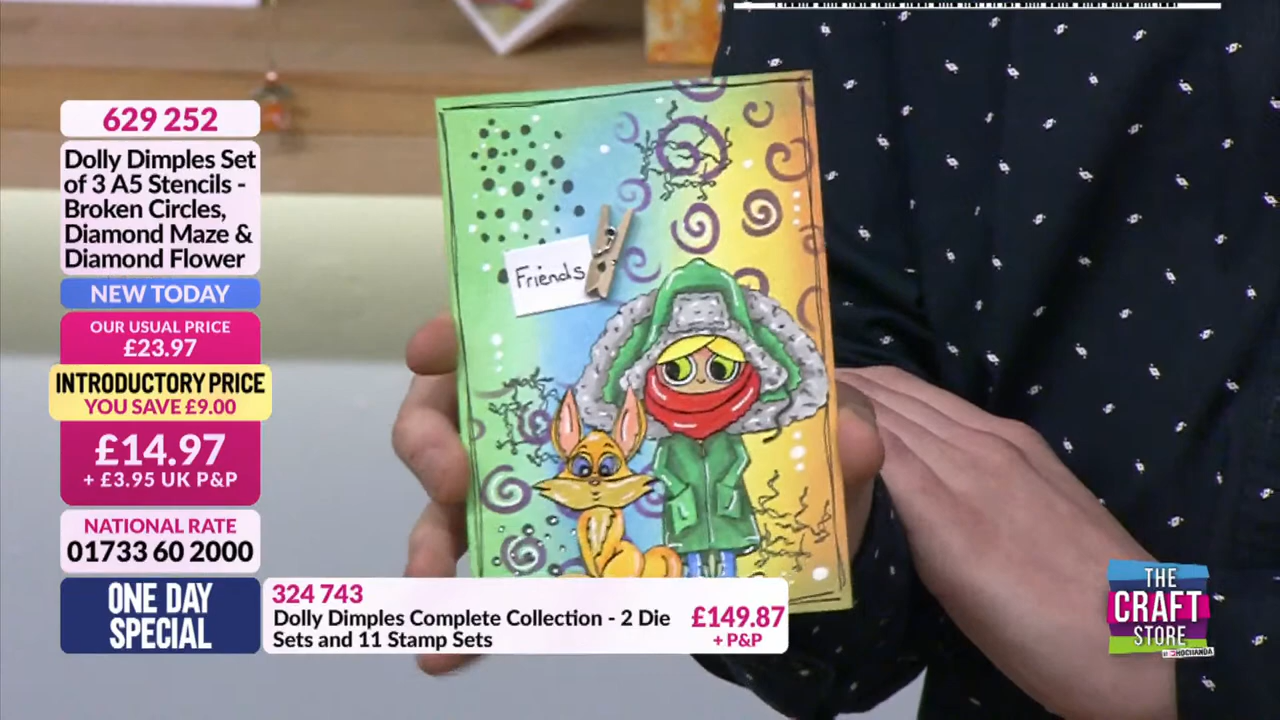 629 252
Dolly Dimples Set
of 3 A5 Stencils -
Broken Circles,
Diamond Maze &
Diamond Flower
NEW TODAY
OUR USUAL PRICE
£23.97
INTRODUCTORY PRICE
YOU SAVE £9.00
£14.97
+ £3.95 UK P&P
NATIONAL RATE
01733 60 2000
ONE DAY
SPECIAL
324 743
Dolly Dimples Complete Collection - 2 Die
Sets and 11 Stamp Sets
£149.87
+ P&P
Friends
THE
CRAFT
STORE
HOCHANDA